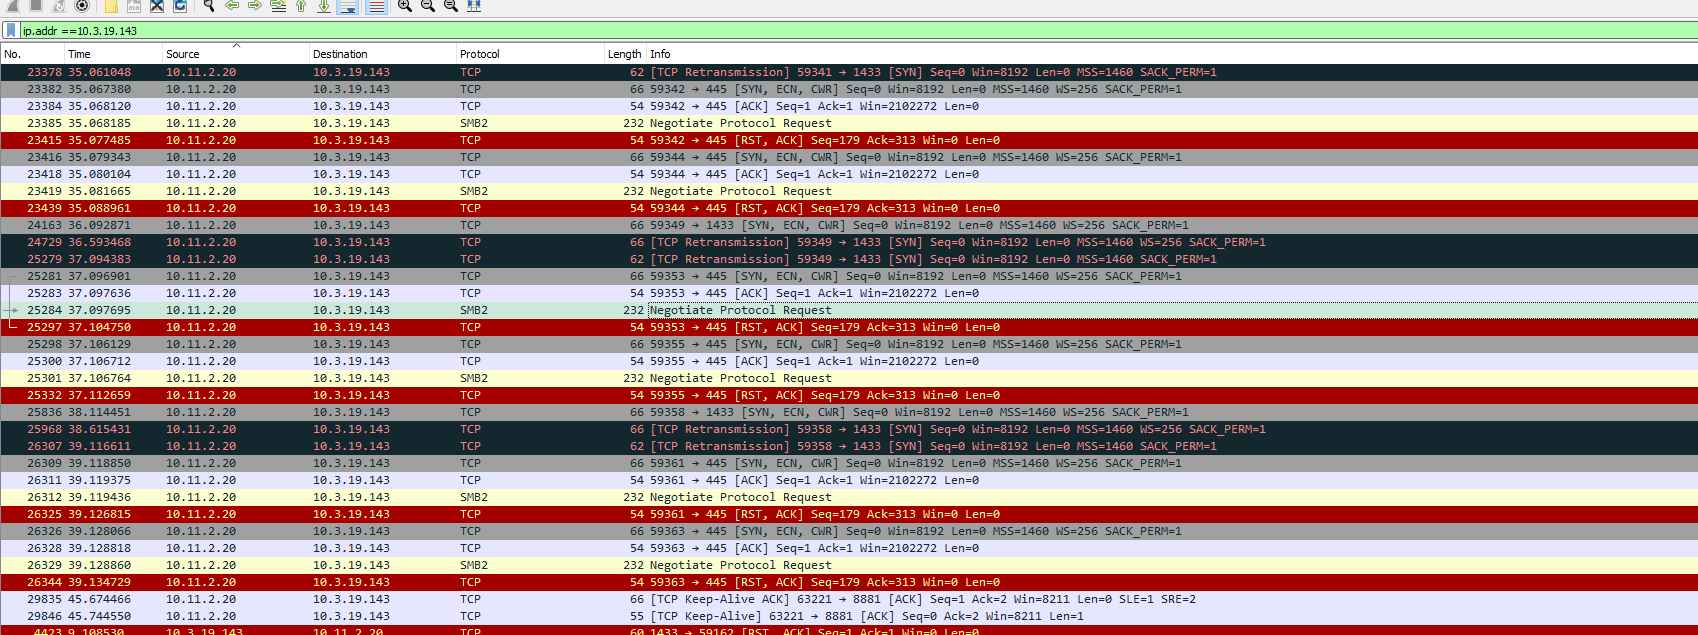 ip.addr ==10.3.19.143
No. Time Source Destination Protocol Length Info
23378 35.061048 10.11.2.20 10.3.19.143 TCP 62 [TCP Retransmission] 59341 → 1433 [SYN] Seq=0 Win=8192 Len=0 MSS=1460 SACK_PERM=1
23382 35.067380 10.11.2.20 10.3.19.143 TCP 66 59342 → 445 [SYN, ECN, CWR] Seq=0 Win=8192 Len=0 MSS=1460 WS=256 SACK_PERM=1
23384 35.068120 10.11.2.20 10.3.19.143 TCP 54 59342 → 445 [ACK] Seq=1 Ack=1 Win=2102272 Len=0
23385 35.068185 10.11.2.20 10.3.19.143 SMB2 232 Negotiate Protocol Request
23415 35.077485 10.11.2.20 10.3.19.143 TCP 54 59342 → 445 [RST, ACK] Seq=179 Ack=313 Win=0 Len=0
23416 35.079343 10.11.2.20 10.3.19.143 TCP 66 59344 → 445 [SYN, ECN, CWR] Seq=0 Win=8192 Len=0 MSS=1460 WS=256 SACK_PERM=1
23418 35.080104 10.11.2.20 10.3.19.143 TCP 54 59344 → 445 [ACK] Seq=1 Ack=1 Win=2102272 Len=0
23419 35.081665 10.11.2.20 10.3.19.143 SMB2 232 Negotiate Protocol Request
23439 35.088961 10.11.2.20 10.3.19.143 TCP 54 59344 → 445 [RST, ACK] Seq=179 Ack=313 Win=0 Len=0
24163 36.092871 10.11.2.20 10.3.19.143 TCP 66 59349 → 1433 [SYN, ECN, CWR] Seq=0 Win=8192 Len=0 MSS=1460 WS=256 SACK_PERM=1
24729 36.593468 10.11.2.20 10.3.19.143 TCP 66 [TCP Retransmission] 59349 → 1433 [SYN] Seq=0 Win=8192 Len=0 MSS=1460 WS=256 SACK_PERM=1
25279 37.094383 10.11.2.20 10.3.19.143 TCP 62 [TCP Retransmission] 59349 → 1433 [SYN] Seq=0 Win=8192 Len=0 MSS=1460 SACK_PERM=1
25281 37.096901 10.11.2.20 10.3.19.143 TCP 66 59353 → 445 [SYN, ECN, CWR] Seq=0 Win=8192 Len=0 MSS=1460 WS=256 SACK_PERM=1
25283 37.097636 10.11.2.20 10.3.19.143 TCP 54 59353 → 445 [ACK] Seq=1 Ack=1 Win=2102272 Len=0
25284 37.097695 10.11.2.20 10.3.19.143 SMB2 232 Negotiate Protocol Request
25297 37.104750 10.11.2.20 10.3.19.143 TCP 54 59353 → 445 [RST, ACK] Seq=179 Ack=313 Win=0 Len=0
25298 37.106129 10.11.2.20 10.3.19.143 TCP 66 59355 → 445 [SYN, ECN, CWR] Seq=0 Win=8192 Len=0 MSS=1460 WS=256 SACK_PERM=1
25300 37.106712 10.11.2.20 10.3.19.143 TCP 54 59355 → 445 [ACK] Seq=1 Ack=1 Win=2102272 Len=0
25301 37.106764 10.11.2.20 10.3.19.143 SMB2 232 Negotiate Protocol Request
25332 37.112659 10.11.2.20 10.3.19.143 TCP 54 59355 → 445 [RST, ACK] Seq=179 Ack=313 Win=0 Len=0
25836 38.114451 10.11.2.20 10.3.19.143 TCP 66 59358 → 1433 [SYN, ECN, CWR] Seq=0 Win=8192 Len=0 MSS=1460 WS=256 SACK_PERM=1
25968 38.615431 10.11.2.20 10.3.19.143 TCP 66 [TCP Retransmission] 59358 → 1433 [SYN] Seq=0 Win=8192 Len=0 MSS=1460 WS=256 SACK_PERM=1
26307 39.116611 10.11.2.20 10.3.19.143 TCP 62 [TCP Retransmission] 59358 → 1433 [SYN] Seq=0 Win=8192 Len=0 MSS=1460 SACK_PERM=1
26309 39.118850 10.11.2.20 10.3.19.143 TCP 66 59361 → 445 [SYN, ECN, CWR] Seq=0 Win=8192 Len=0 MSS=1460 WS=256 SACK_PERM=1
26311 39.119375 10.11.2.20 10.3.19.143 TCP 54 59361 → 445 [ACK] Seq=1 Ack=1 Win=2102272 Len=0
26312 39.119436 10.11.2.20 10.3.19.143 SMB2 232 Negotiate Protocol Request
26325 39.126815 10.11.2.20 10.3.19.143 TCP 54 59361 → 445 [RST, ACK] Seq=179 Ack=313 Win=0 Len=0
26326 39.128066 10.11.2.20 10.3.19.143 TCP 66 59363 → 445 [SYN, ECN, CWR] Seq=0 Win=8192 Len=0 MSS=1460 WS=256 SACK_PERM=1
26328 39.128818 10.11.2.20 10.3.19.143 TCP 54 59363 → 445 [ACK] Seq=1 Ack=1 Win=2102272 Len=0
26329 39.128860 10.11.2.20 10.3.19.143 SMB2 232 Negotiate Protocol Request
26344 39.134729 10.11.2.20 10.3.19.143 TCP 54 59363 → 445 [RST, ACK] Seq=179 Ack=313 Win=0 Len=0
29835 45.674466 10.11.2.20 10.3.19.143 TCP 66 [TCP Keep-Alive ACK] 63221 → 8881 [ACK] Seq=1 Ack=2 Win=8211 Len=0 SLE=1 SRE=2
29846 45.744550 10.11.2.20 10.3.19.143 TCP 55 [TCP Keep-Alive] 63221 → 8881 [ACK] Seq=0 Ack=2 Win=8211 Len=1
4423 9.108530 10.3.19.143 10.11.2.20 TCP 60 1433 → 59162 [RST, ACK] Seq=1 Ack=1 Win=0 Len=0